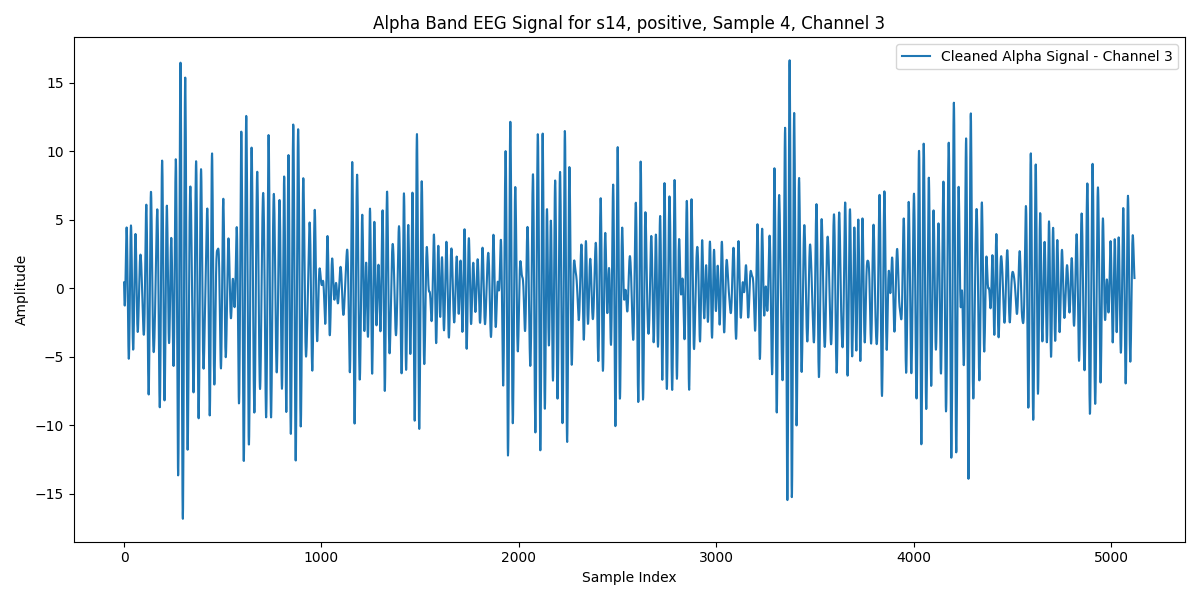 Alpha Band EEG Signal for s14, positive, Sample 4, Channel 3
Cleaned Alpha Signal - Channel 3
Amplitude
15
10
5
0
−5
−10
−15
0 1000 2000 3000 4000 5000
Sample Index